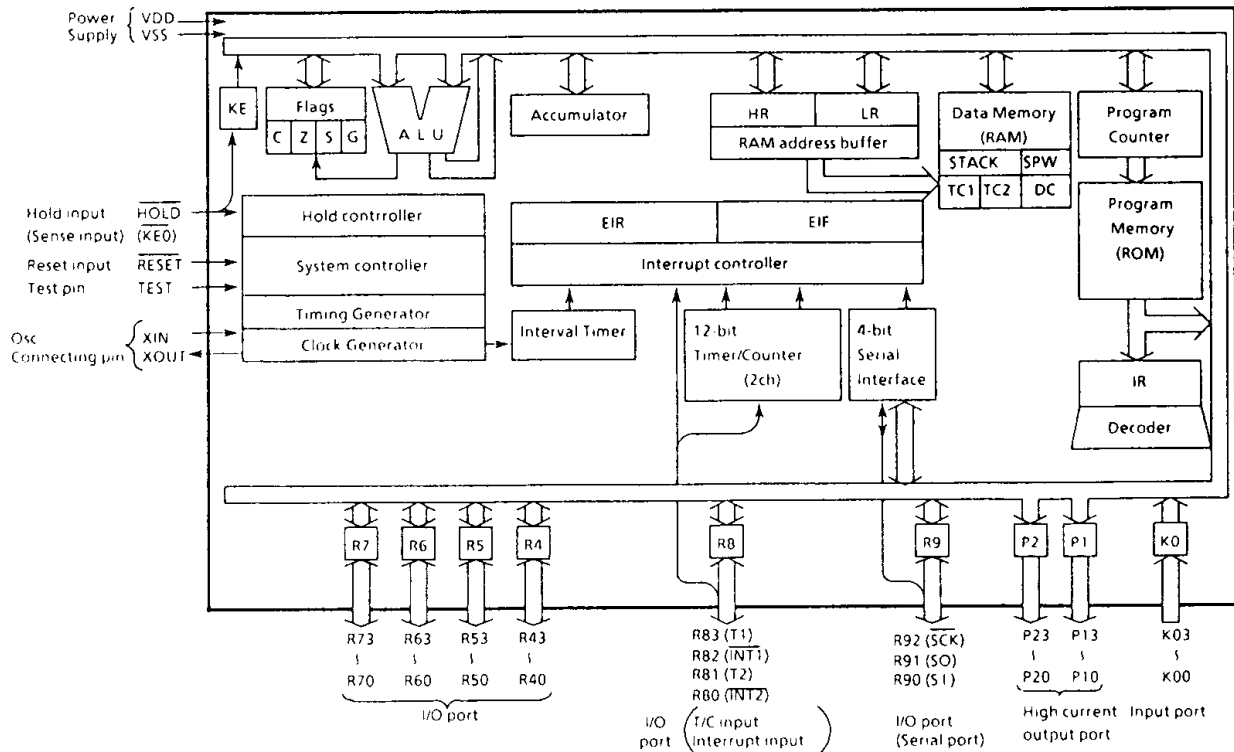 Power
Supply
VDD
VSS
KE
Flags
C Z S G
ALU
Accumulator
HR LR
RAM address buffer
Data Memory
(RAM)
STACK SPW
TC1 TC2 DC
Program
Counter
Program
Memory
(ROM)
IR
Decoder
Hold input HOLD
(Sense input) (KE0)
Reset input RESET
Test pin TEST
Osc
Connecting pin
XIN
XOUT
Hold contrroller
System controller
Timing Generator
Clock Generator
EIR EIF
Interrupt controller
Interval Timer
12-bit
Timer/Counter
(2ch)
4-bit
Serial
Interface
R7 R6 R5 R4 R8 R9 P2 P1 K0
R73 R63 R53 R43
~ ~ ~ ~
R70 R60 R50 R40
I/O port
R83 (T1)
R82 (INT1)
R81 (T2)
R80 (INT2)
I/O
port
(T/C input
Interrupt input)
R92 (SCK)
R91 (SO)
R90 (SI)
I/O port
(Serial port)
P23 P13
~ ~
P20 P10
High current
output port
K03
~
K00
Input port